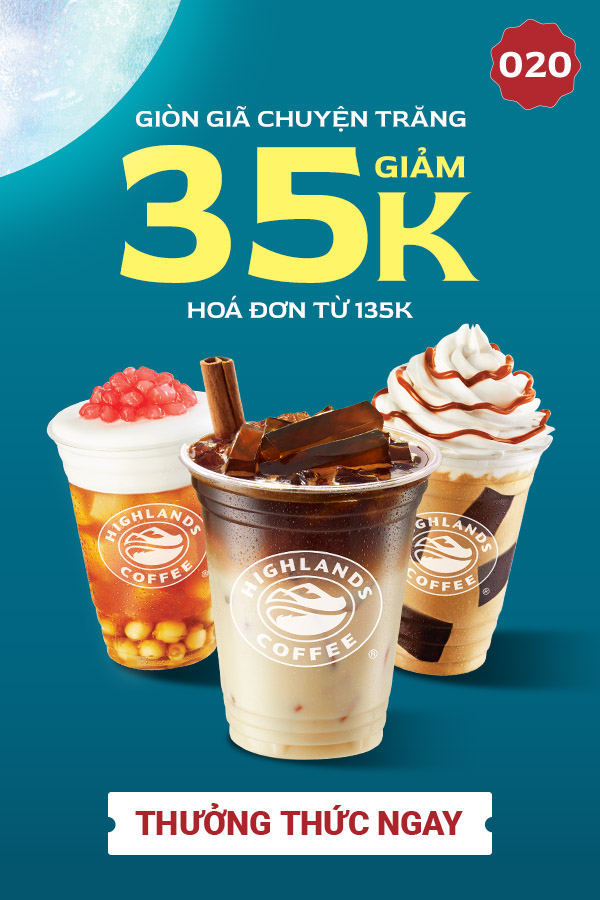 020
GIÒN GIÃ CHUYỆN TRĂNG
GIẢM
35K
HOÁ ĐƠN TỪ 135K
HIGHLANDS
COFFEE
®
HIGHLANDS
COFFEE
®
HIGHLANDS
COFFEE
®
THƯỞNG THỨC NGAY